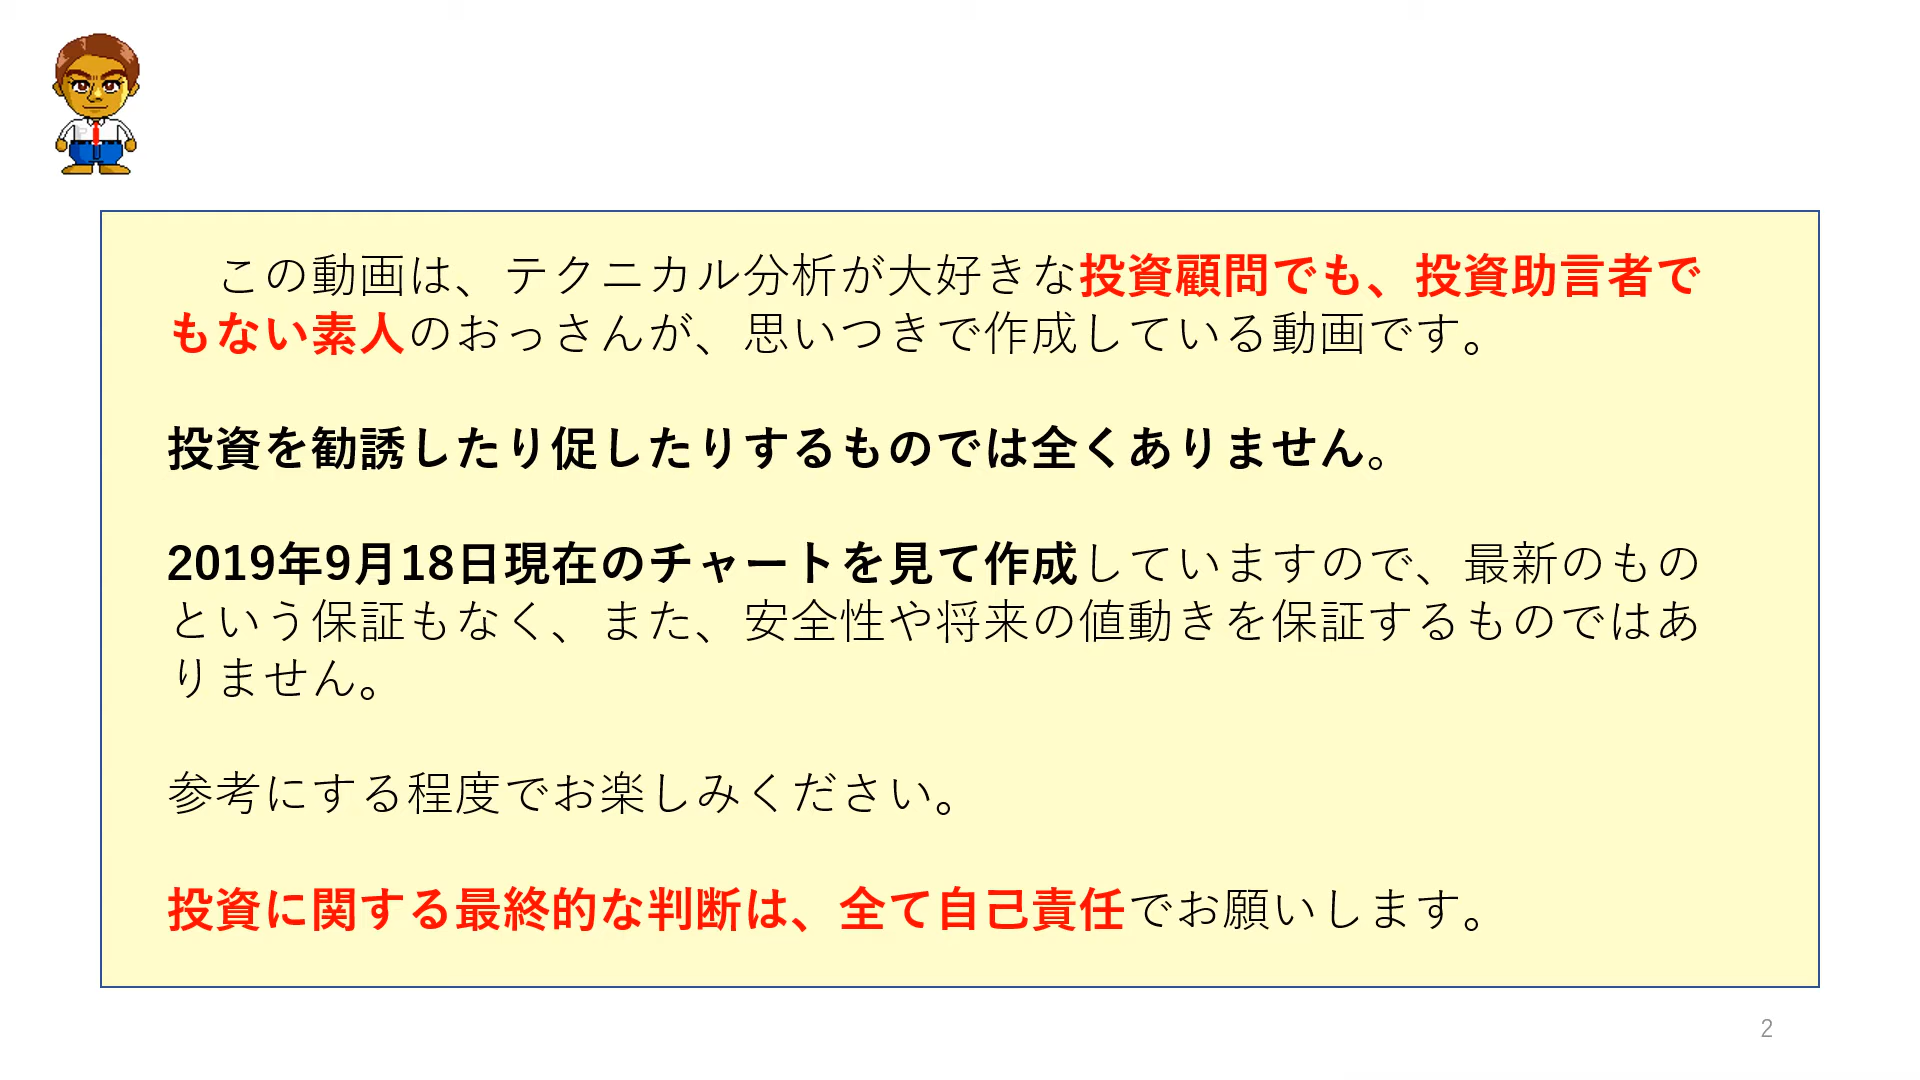 この動画は、テクニカル分析が大好きな投資顧問でも、投資助言者で
もない素人のおっさんが、思いつきで作成している動画です。
投資を勧誘したり促したりするものでは全くありません。
2019年9月18日現在のチャートを見て作成していますので、最新のもの
という保証もなく、また、安全性や将来の値動きを保証するものではあ
りません。
参考にする程度でお楽しみください。
投資に関する最終的な判断は、全て自己責任でお願いします。
2